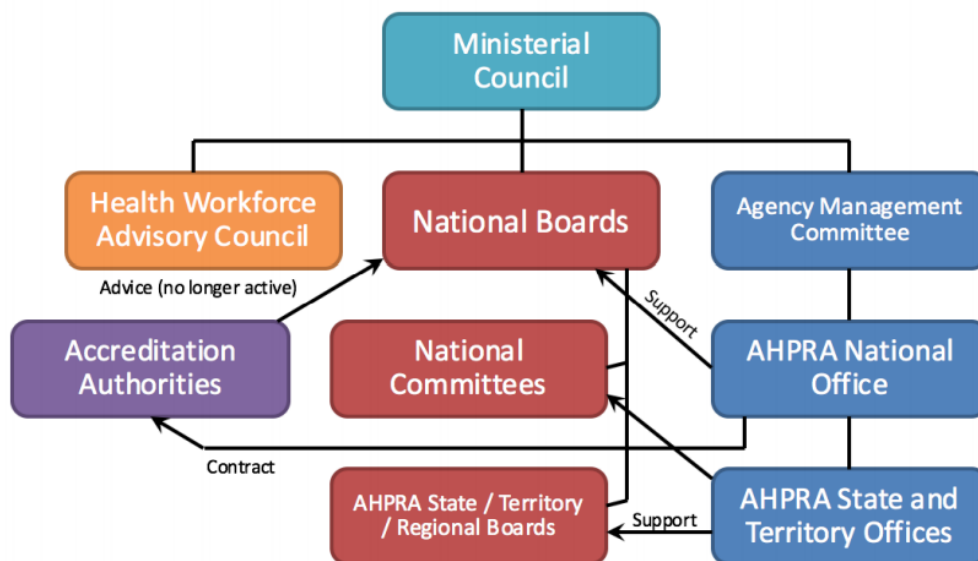 Ministerial
Council
Health Workforce
Advisory Council
National Boards
Agency Management
Committee
Advice (no longer active)
Support
Accreditation
Authorities
National
Committees
AHPRA National
Office
Contract
AHPRA State / Territory
/ Regional Boards
Support
AHPRA State and
Territory Offices